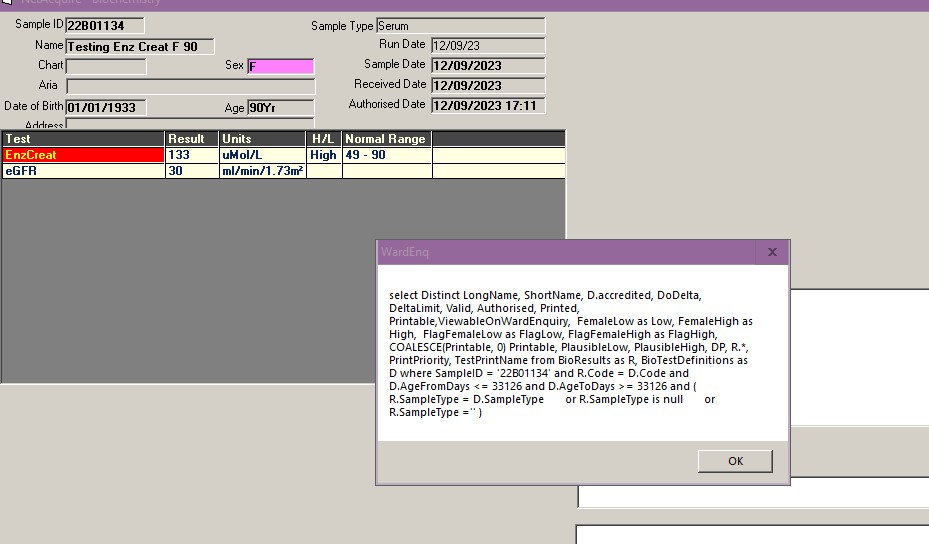 NetAcquire - Biochemistry
Sample ID 22B01134 Sample Type Serum
Name Testing Enz Creat F 90 Run Date 12/09/23
Chart Sex F Sample Date 12/09/2023
Aria Received Date 12/09/2023
Date of Birth 01/01/1933 Age 90Yr Authorised Date 12/09/2023 17:11
Address
Test Result Units H/L Normal Range
EnzCreat 133 uMol/L High 49 - 90
eGFR 30 ml/min/1.73m²
WardEnq x
select Distinct LongName, ShortName, D.accredited, DoDelta,
DeltaLimit, Valid, Authorised, Printed,
Printable,ViewableOnWardEnquiry, FemaleLow as Low, FemaleHigh as
High, FlagFemaleLow as FlagLow, FlagFemaleHigh as FlagHigh,
COALESCE(Printable, 0) Printable, PlausibleLow, PlausibleHigh, DP, R.*,
PrintPriority, TestPrintName from BioResults as R, BioTestDefinitions as
D where SampleID = '22B01134' and R.Code = D.Code and
D.AgeFromDays <= 33126 and D.AgeToDays >= 33126 and (
R.SampleType = D.SampleType or R.SampleType is null or
R.SampleType ='' )
OK